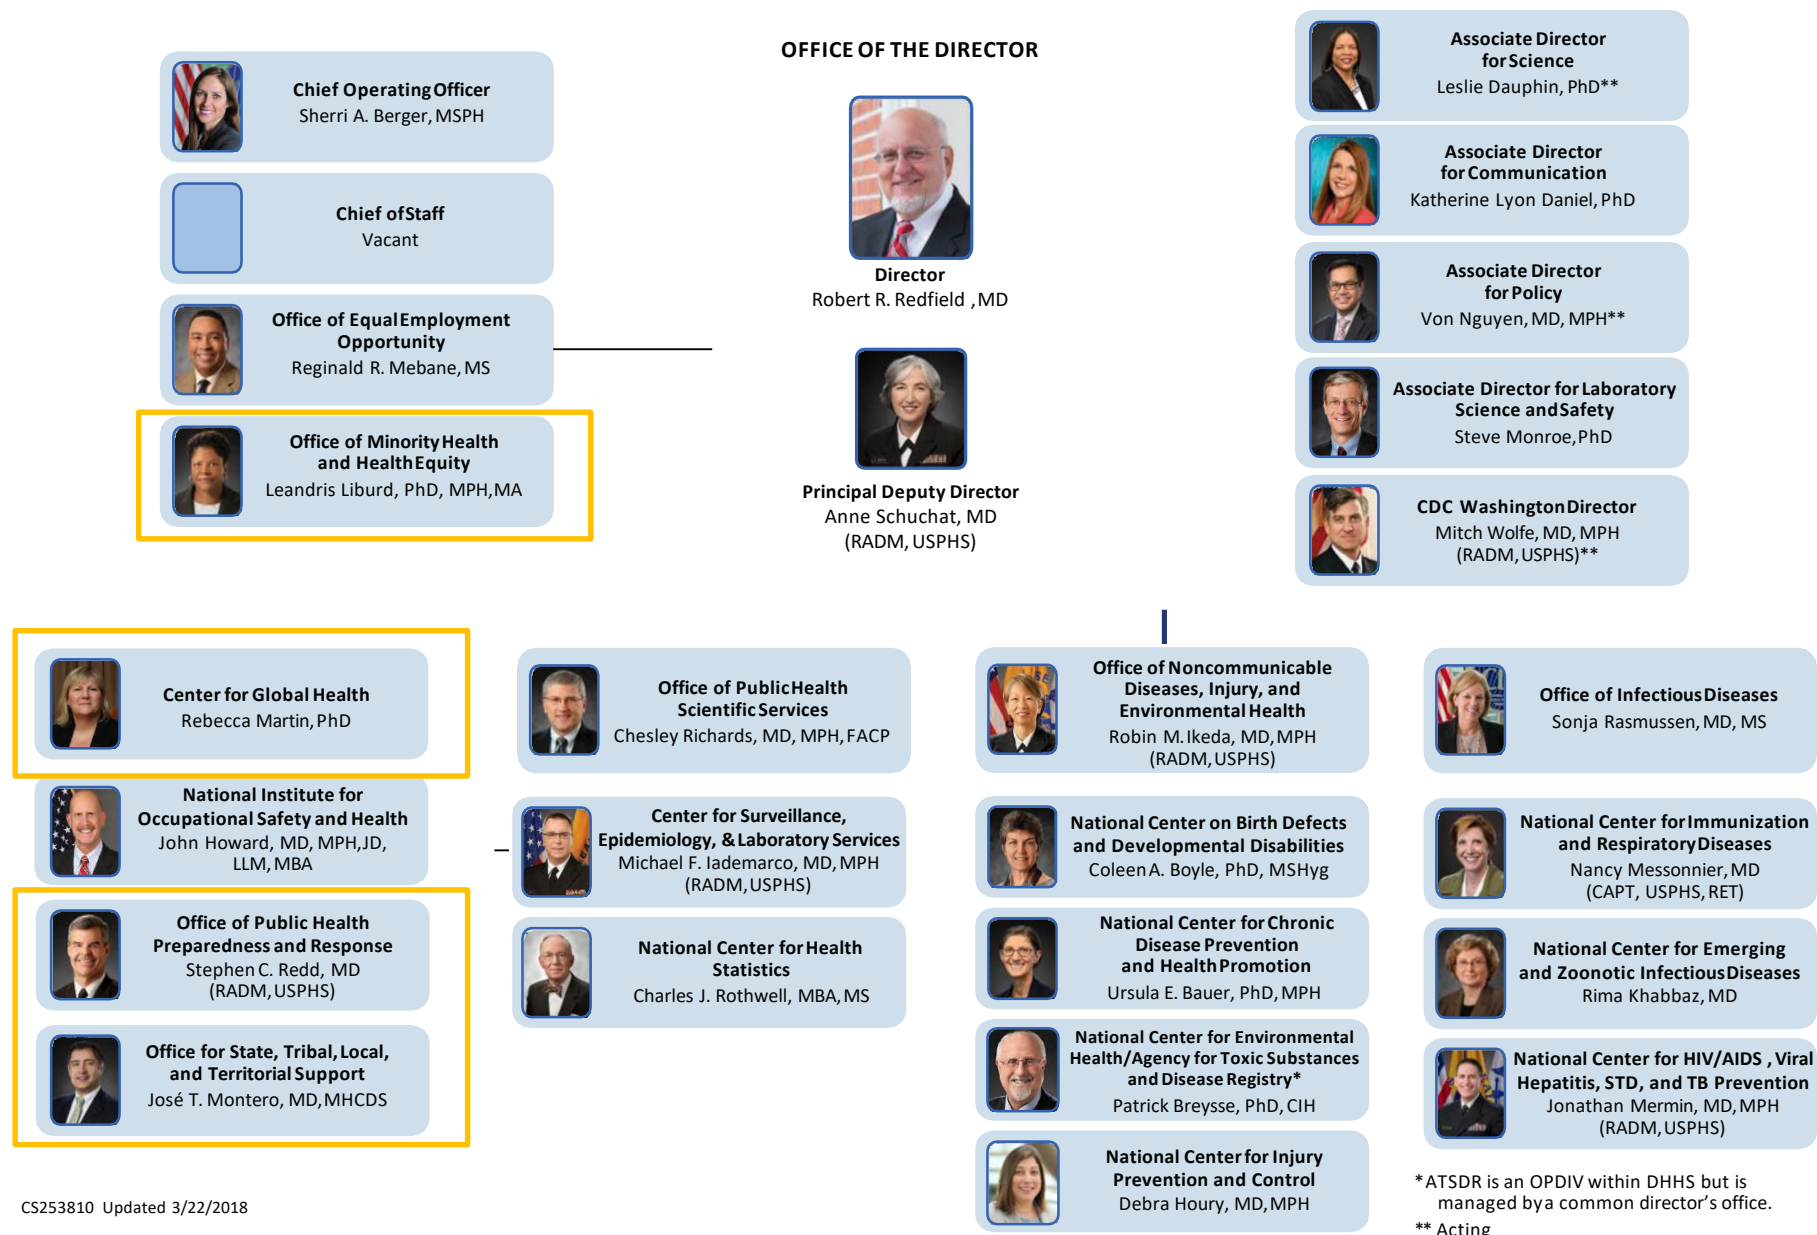 OFFICE OF THE DIRECTOR
Chief Operating Officer
Sherri A. Berger, MSPH
Chief of Staff
Vacant
Office of Equal Employment
Opportunity
Reginald R. Mebane, MS
Office of Minority Health
and Health Equity
Leandris Liburd, PhD, MPH, MA
Director
Robert R. Redfield , MD
Principal Deputy Director
Anne Schuchat, MD
(RADM, USPHS)
Associate Director
for Science
Leslie Dauphin, PhD**
Associate Director
for Communication
Katherine Lyon Daniel, PhD
Associate Director
for Policy
Von Nguyen, MD, MPH**
Associate Director for Laboratory
Science and Safety
Steve Monroe, PhD
CDC Washington Director
Mitch Wolfe, MD, MPH
(RADM, USPHS)**
Center for Global Health
Rebecca Martin, PhD
National Institute for
Occupational Safety and Health
John Howard, MD, MPH, JD,
LLM, MBA
Office of Public Health
Preparedness and Response
Stephen C. Redd, MD
(RADM, USPHS)
Office for State, Tribal, Local,
and Territorial Support
José T. Montero, MD, MHCDS
Office of Public Health
Scientific Services
Chesley Richards, MD, MPH, FACP
Center for Surveillance,
Epidemiology, & Laboratory Services
Michael F. Iademarco, MD, MPH
(RADM, USPHS)
National Center for Health
Statistics
Charles J. Rothwell, MBA, MS
Office of Noncommunicable
Diseases, Injury, and
Environmental Health
Robin M. Ikeda, MD, MPH
(RADM, USPHS)
National Center on Birth Defects
and Developmental Disabilities
Coleen A. Boyle, PhD, MSHyg
National Center for Chronic
Disease Prevention
and Health Promotion
Ursula E. Bauer, PhD, MPH
National Center for Environmental
Health/Agency for Toxic Substances
and Disease Registry*
Patrick Breysse, PhD, CIH
National Center for Injury
Prevention and Control
Debra Houry, MD, MPH
Office of Infectious Diseases
Sonja Rasmussen, MD, MS
National Center for Immunization
and Respiratory Diseases
Nancy Messonnier, MD
(CAPT, USPHS, RET)
National Center for Emerging
and Zoonotic Infectious Diseases
Rima Khabbaz, MD
National Center for HIV/AIDS , Viral
Hepatitis, STD, and TB Prevention
Jonathan Mermin, MD, MPH
(RADM, USPHS)
*ATSDR is an OPDIV within DHHS but is
managed by a common director's office.
** Acting
CS253810 Updated 3/22/2018